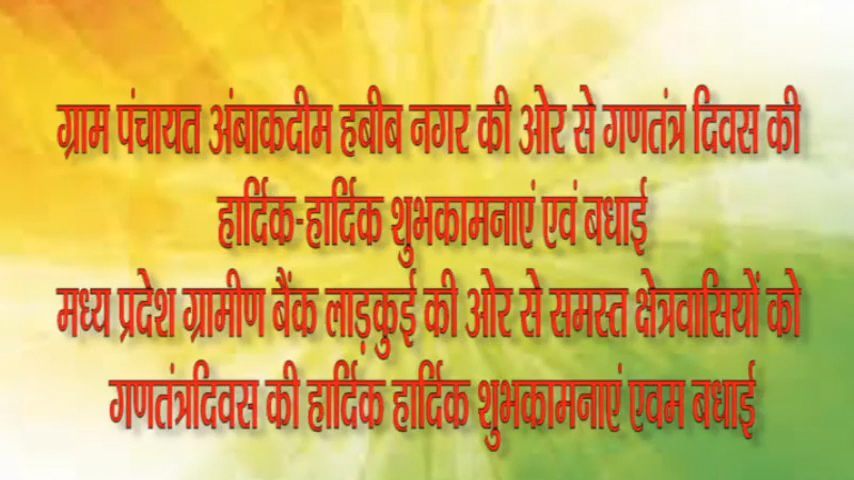 ग्राम पंचायत अंबाकदीम हबीब नगर की ओर से गणतंत्र दिवस की
हार्दिक-हार्दिक शुभकामनाएं एवं बधाई
मध्य प्रदेश ग्रामीण बैंक लाड़कुई की ओर से समस्त क्षेत्रवासियों को
गणतंत्रदिवस की हार्दिक हार्दिक शुभकामनाएं एवम बधाई